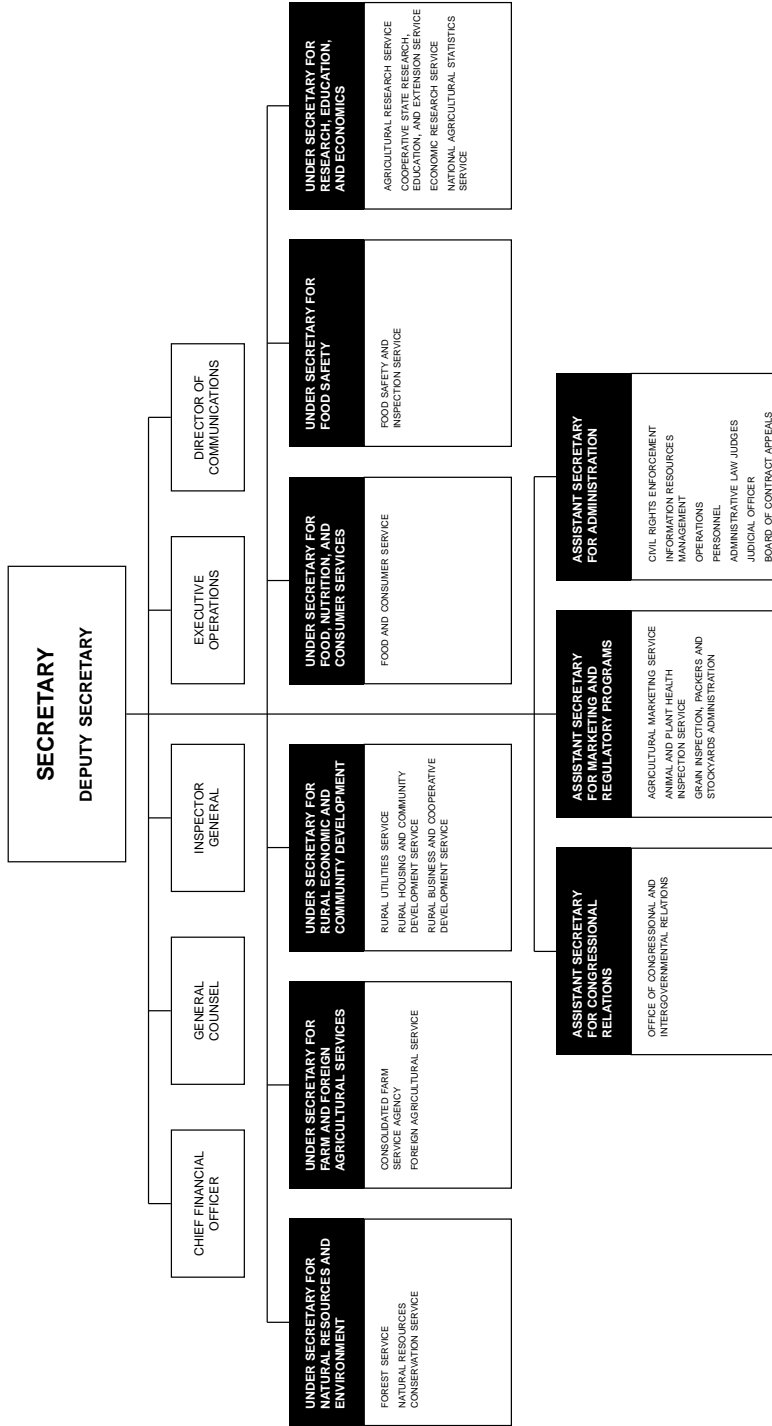 SECRETARY
DEPUTY SECRETARY
CHIEF FINANCIAL
OFFICER
GENERAL
COUNSEL
INSPECTOR
GENERAL
EXECUTIVE
OPERATIONS
DIRECTOR OF
COMMUNICATIONS
UNDER SECRETARY FOR
NATURAL RESOURCES AND
ENVIRONMENT
FOREST SERVICE
NATURAL RESOURCES
CONSERVATION SERVICE
UNDER SECRETARY FOR
FARM AND FOREIGN
AGRICULTURAL SERVICES
CONSOLIDATED FARM
SERVICE AGENCY
FOREIGN AGRICULTURAL SERVICE
UNDER SECRETARY FOR
RURAL ECONOMIC AND
COMMUNITY DEVELOPMENT
RURAL UTILITIES SERVICE
RURAL HOUSING AND COMMUNITY
DEVELOPMENT SERVICE
RURAL BUSINESS AND COOPERATIVE
DEVELOPMENT SERVICE
UNDER SECRETARY FOR
FOOD, NUTRITION, AND
CONSUMER SERVICES
FOOD AND CONSUMER SERVICE
UNDER SECRETARY FOR
FOOD SAFETY
FOOD SAFETY AND
INSPECTION SERVICE
UNDER SECRETARY FOR
RESEARCH, EDUCATION,
AND ECONOMICS
AGRICULTURAL RESEARCH SERVICE
COOPERATIVE STATE RESEARCH,
EDUCATION, AND EXTENSION SERVICE
ECONOMIC RESEARCH SERVICE
NATIONAL AGRICULTURAL STATISTICS
SERVICE
ASSISTANT SECRETARY
FOR CONGRESSIONAL
RELATIONS
OFFICE OF CONGRESSIONAL AND
INTERGOVERNMENTAL RELATIONS
ASSISTANT SECRETARY
FOR MARKETING AND
REGULATORY PROGRAMS
AGRICULTURAL MARKETING SERVICE
ANIMAL AND PLANT HEALTH
INSPECTION SERVICE
GRAIN INSPECTION, PACKERS AND
STOCKYARDS ADMINISTRATION
ASSISTANT SECRETARY
FOR ADMINISTRATION
CIVIL RIGHTS ENFORCEMENT
INFORMATION RESOURCES
MANAGEMENT
OPERATIONS
PERSONNEL
ADMINISTRATIVE LAW JUDGES
JUDICIAL OFFICER
BOARD OF CONTRACT APPEALS